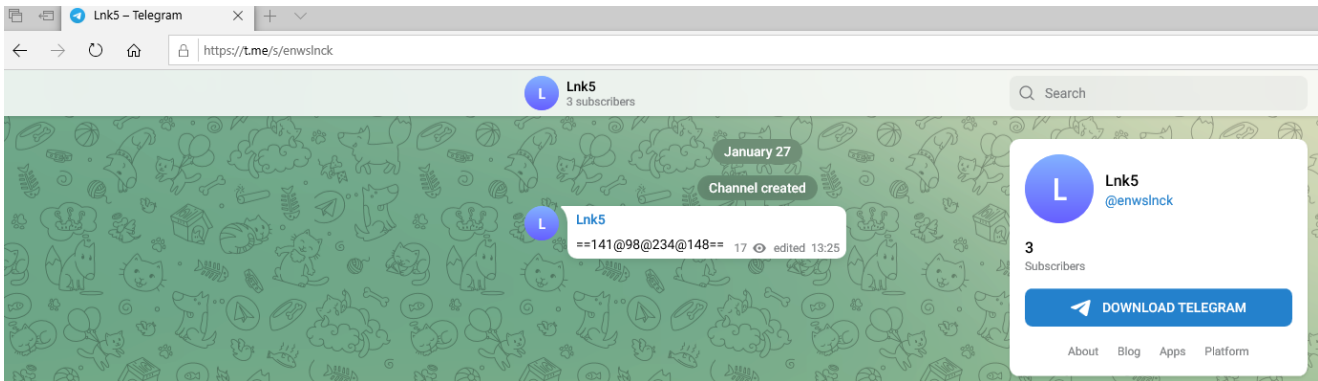 Lnk5 – Telegram
https://t.me/s/enwslnck
L
Lnk5
3 subscribers
Search
January 27
Channel created
L
Lnk5
==141@98@234@148== 17 edited 13:25
L
Lnk5
@enwslnck
3
Subscribers
DOWNLOAD TELEGRAM
About Blog Apps Platform